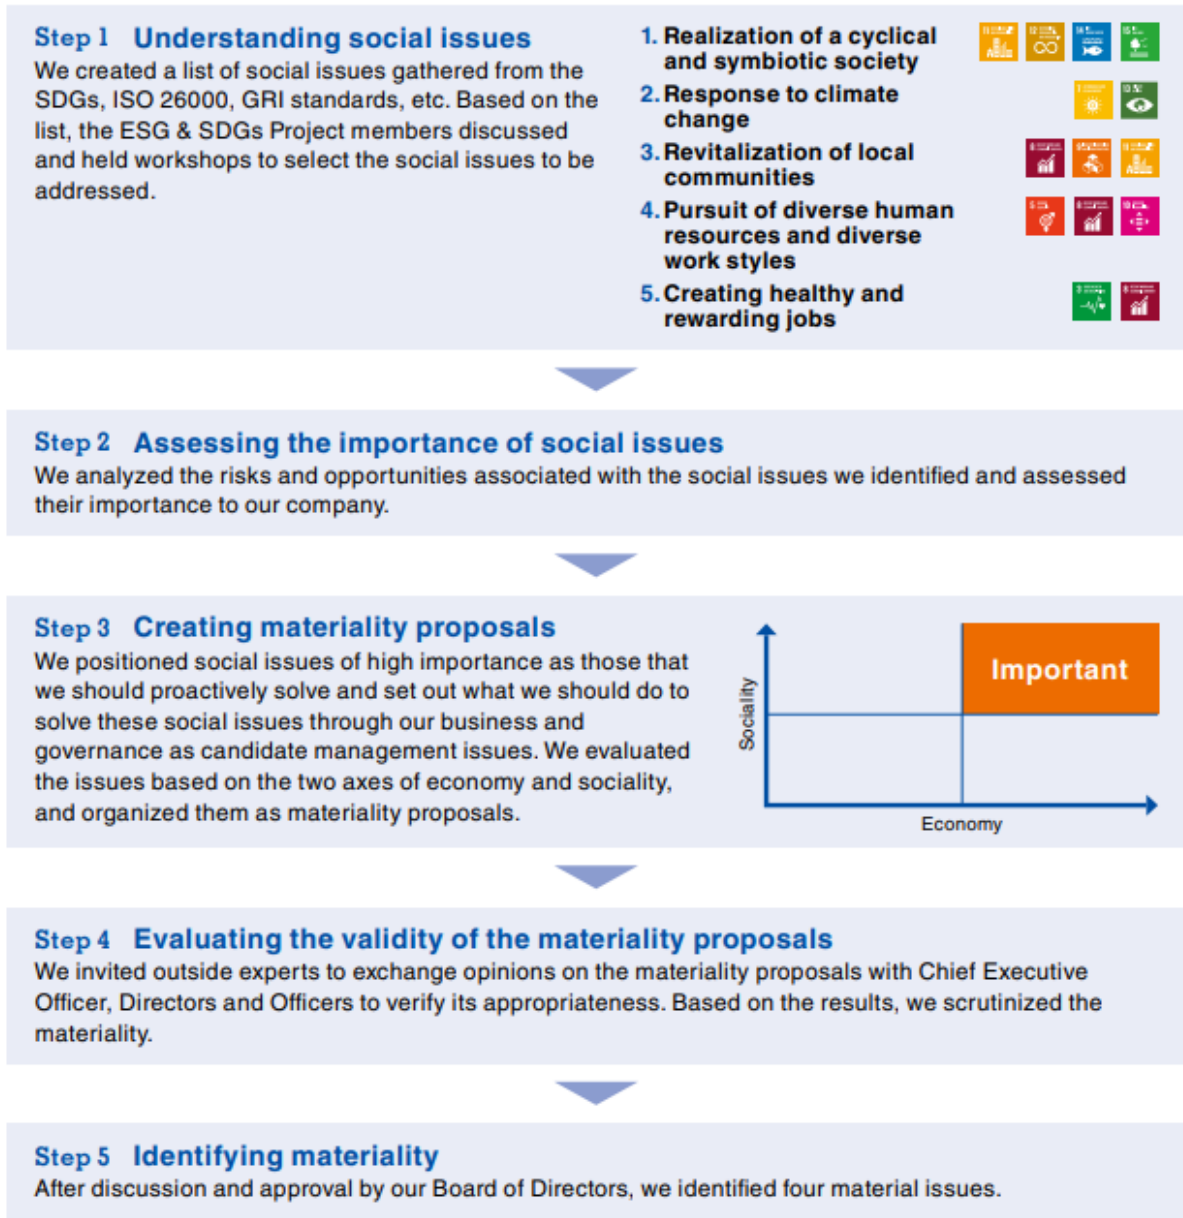 Step 1 Understanding social issues
We created a list of social issues gathered from the
SDGs, ISO 26000, GRI standards, etc. Based on the
list, the ESG & SDGs Project members discussed
and held workshops to select the social issues to be
addressed.
1. Realization of a cyclical
and symbiotic society
2. Response to climate
change
3. Revitalization of local
communities
4. Pursuit of diverse human
resources and diverse
work styles
5. Creating healthy and
rewarding jobs
Step 2 Assessing the importance of social issues
We analyzed the risks and opportunities associated with the social issues we identified and assessed
their importance to our company.
Step 3 Creating materiality proposals
We positioned social issues of high importance as those that
we should proactively solve and set out what we should do to
solve these social issues through our business and
governance as candidate management issues. We evaluated
the issues based on the two axes of economy and sociality,
and organized them as materiality proposals.
Sociality
Important
Economy
Step 4 Evaluating the validity of the materiality proposals
We invited outside experts to exchange opinions on the materiality proposals with Chief Executive
Officer, Directors and Officers to verify its appropriateness. Based on the results, we scrutinized the
materiality.
Step 5 Identifying materiality
After discussion and approval by our Board of Directors, we identified four material issues.